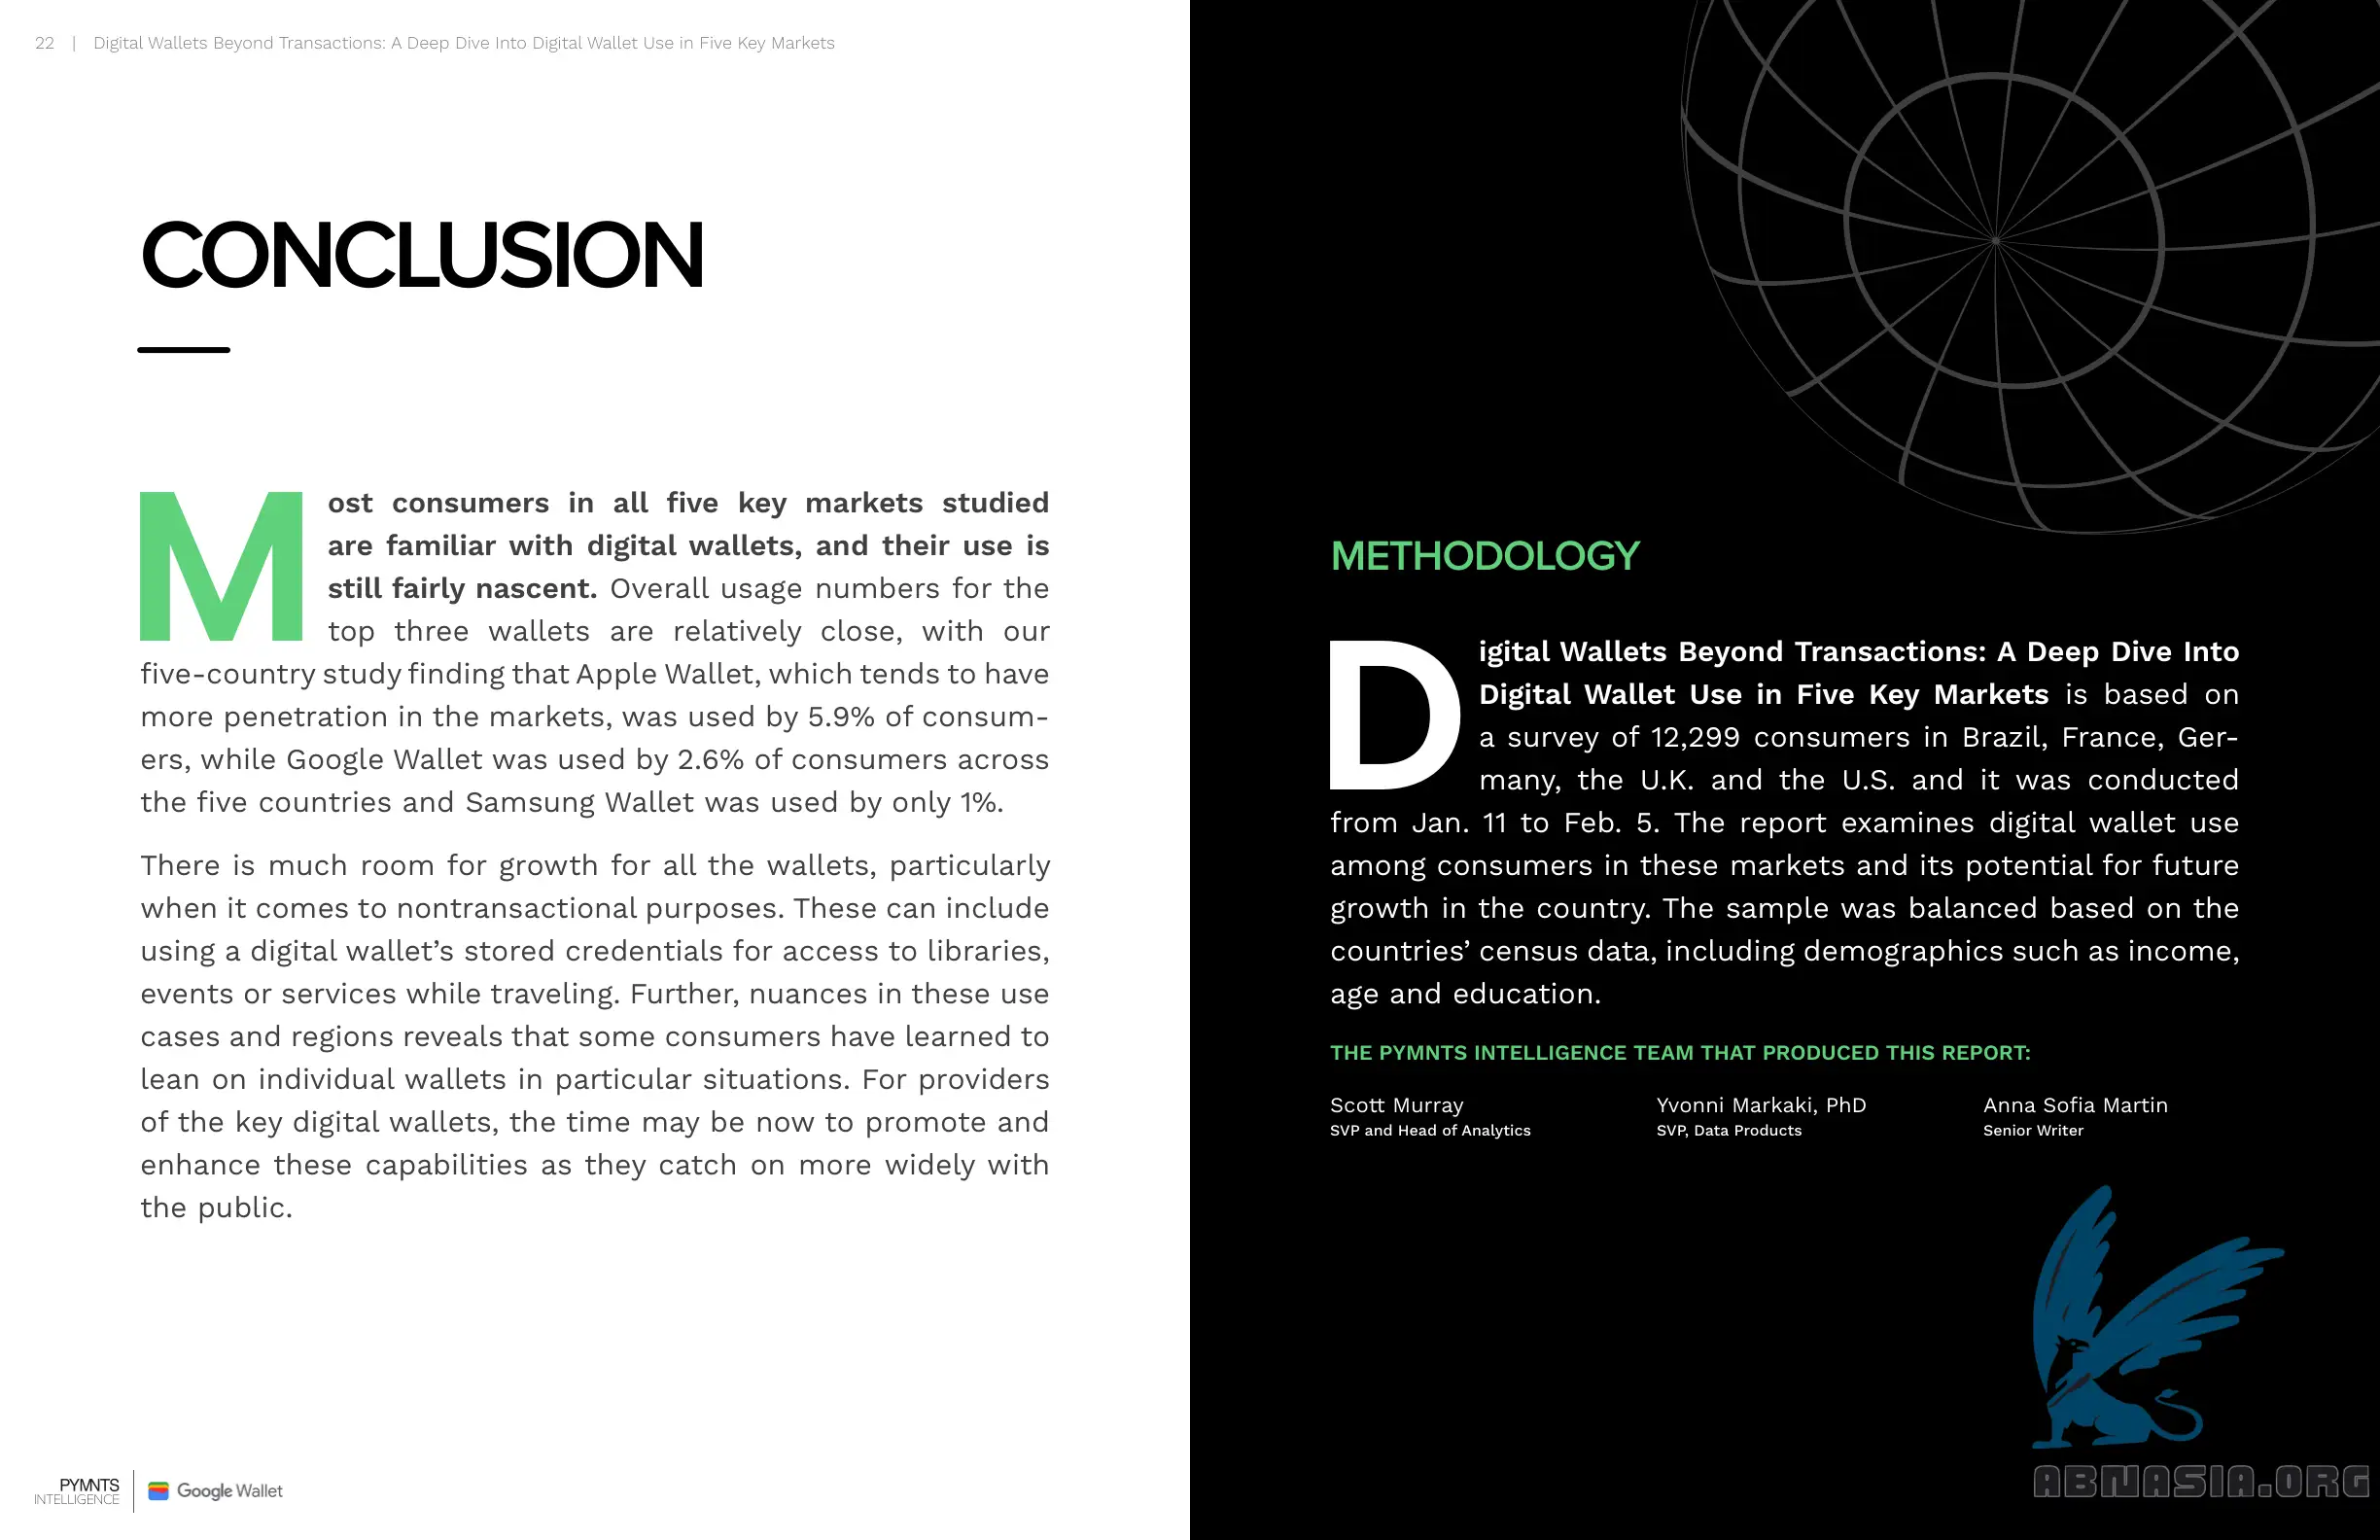 22 | Digital Wallets Beyond Transactions: A Deep Dive Into Digital Wallet Use in Five Key Markets
CONCLUSION
Most consumers in all five key markets studied
are familiar with digital wallets, and their use is
still fairly nascent. Overall usage numbers for the
top three wallets are relatively close, with our
five-country study finding that Apple Wallet, which tends to have
more penetration in the markets, was used by 5.9% of consum-
ers, while Google Wallet was used by 2.6% of consumers across
the five countries and Samsung Wallet was used by only 1%.
There is much room for growth for all the wallets, particularly
when it comes to nontransactional purposes. These can include
using a digital wallet’s stored credentials for access to libraries,
events or services while traveling. Further, nuances in these use
cases and regions reveals that some consumers have learned to
lean on individual wallets in particular situations. For providers
of the key digital wallets, the time may be now to promote and
enhance these capabilities as they catch on more widely with
the public.
PYMNTS
INTELLIGENCE
Google Wallet
METHODOLOGY
Digital Wallets Beyond Transactions: A Deep Dive Into
Digital Wallet Use in Five Key Markets is based on
a survey of 12,299 consumers in Brazil, France, Ger-
many, the U.K. and the U.S. and it was conducted
from Jan. 11 to Feb. 5. The report examines digital wallet use
among consumers in these markets and its potential for future
growth in the country. The sample was balanced based on the
countries’ census data, including demographics such as income,
age and education.
THE PYMNTS INTELLIGENCE TEAM THAT PRODUCED THIS REPORT:
Scott Murray
SVP and Head of Analytics
Yvonni Markaki, PhD
SVP, Data Products
Anna Sofia Martin
Senior Writer
ABNASIA.ORG